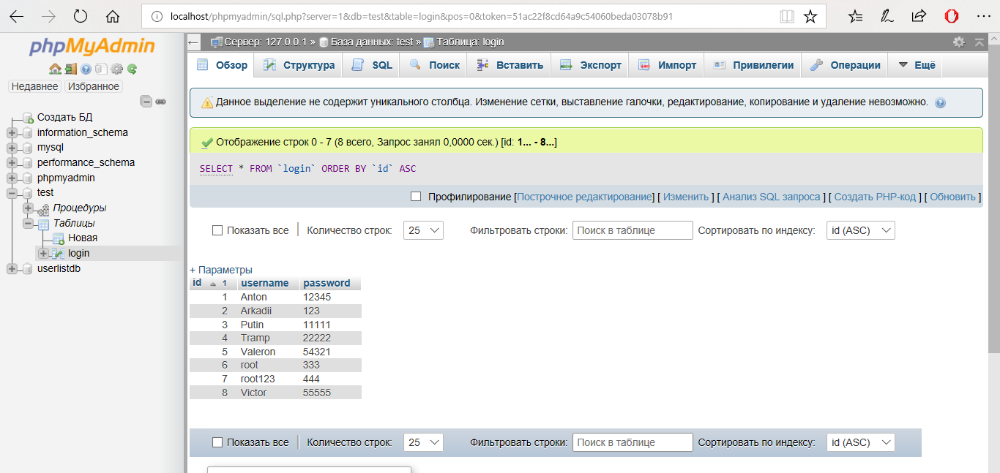 localhost/phpmyadmin/sql.php?server=1&db=test&table=login&pos=0&token=51ac22f8cd64a9c54060beda03078b91
phpMyAdmin
Недавнее Избранное
Создать БД
information_schema
mysql
performance_schema
phpmyadmin
test
Процедуры
Таблицы
Новая
login
userlistdb
Сервер: 127.0.0.1 » База данных: test » Таблица: login
Обзор Структура SQL Поиск Вставить Экспорт Импорт Привилегии Операции Ещё
Данное выделение не содержит уникального столбца. Изменение сетки, выставление галочки, редактирование, копирование и удаление невозможно.
Отображение строк 0 - 7 (8 всего, Запрос занял 0,0000 сек.) [id: 1... - 8...]
SELECT * FROM `login` ORDER BY `id` ASC
Профилирование [Построчное редактирование] [ Изменить ] [ Анализ SQL запроса ] [ Создать PHP-код ] [ Обновить ]
Показать все Количество строк: 25 Фильтровать строки: Поиск в таблице Сортировать по индексу: id (ASC)
+ Параметры
id 1 username password
1 Anton 12345
2 Arkadii 123
3 Putin 11111
4 Tramp 22222
5 Valeron 54321
6 root 333
7 root123 444
8 Victor 55555
Показать все Количество строк: 25 Фильтровать строки: Поиск в таблице Сортировать по индексу: id (ASC)